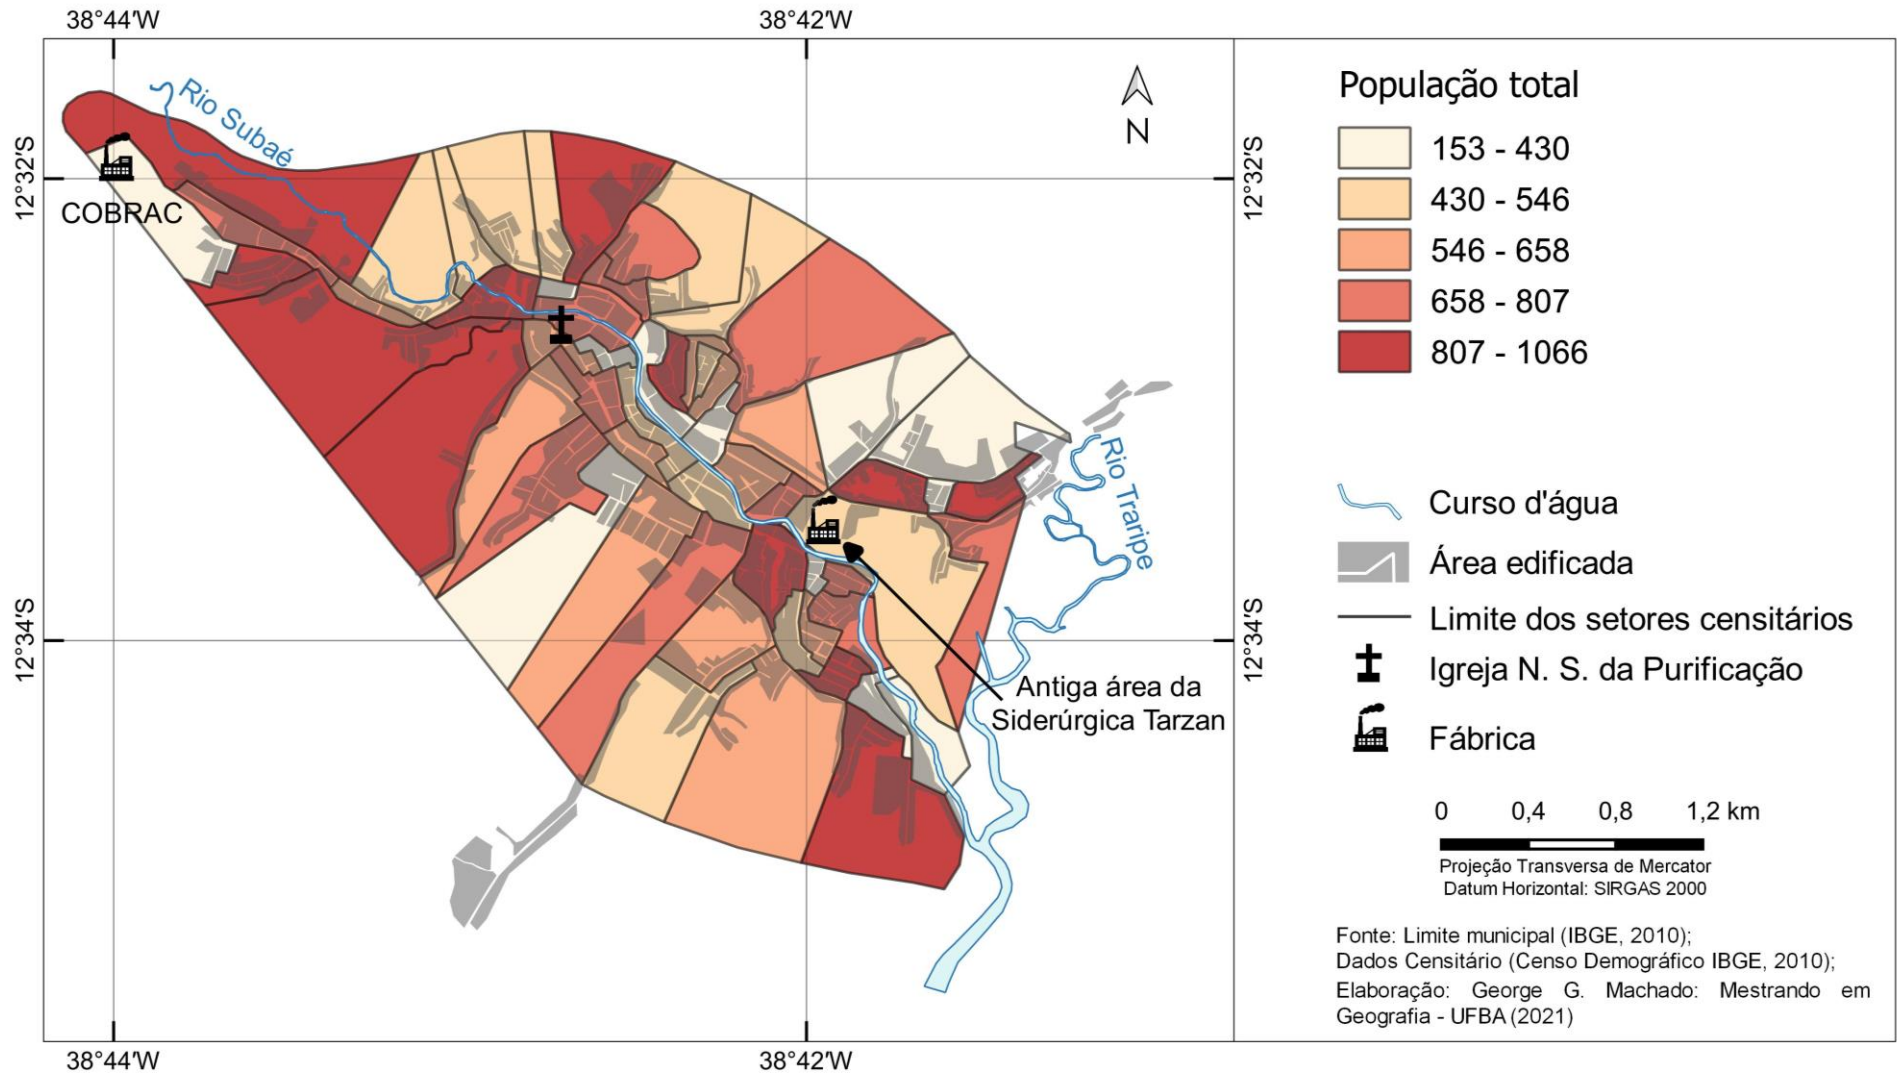 38°44′W
38°42′W
12°32′S
12°32′S
Rio Subaé
COBRAC
N
Rio Traripe
12°34′S
12°34′S
Antiga área da
Siderúrgica Tarzan
38°44′W
38°42′W
População total
153 - 430
430 - 546
546 - 658
658 - 807
807 - 1066
Curso d'água
Área edificada
Limite dos setores censitários
Igreja N. S. da Purificação
Fábrica
0 0,4 0,8 1,2 km
Projeção Transversa de Mercator
Datum Horizontal: SIRGAS 2000
Fonte: Limite municipal (IBGE, 2010);
Dados Censitário (Censo Demográfico IBGE, 2010);
Elaboração: George G. Machado: Mestrando em
Geografia - UFBA (2021)